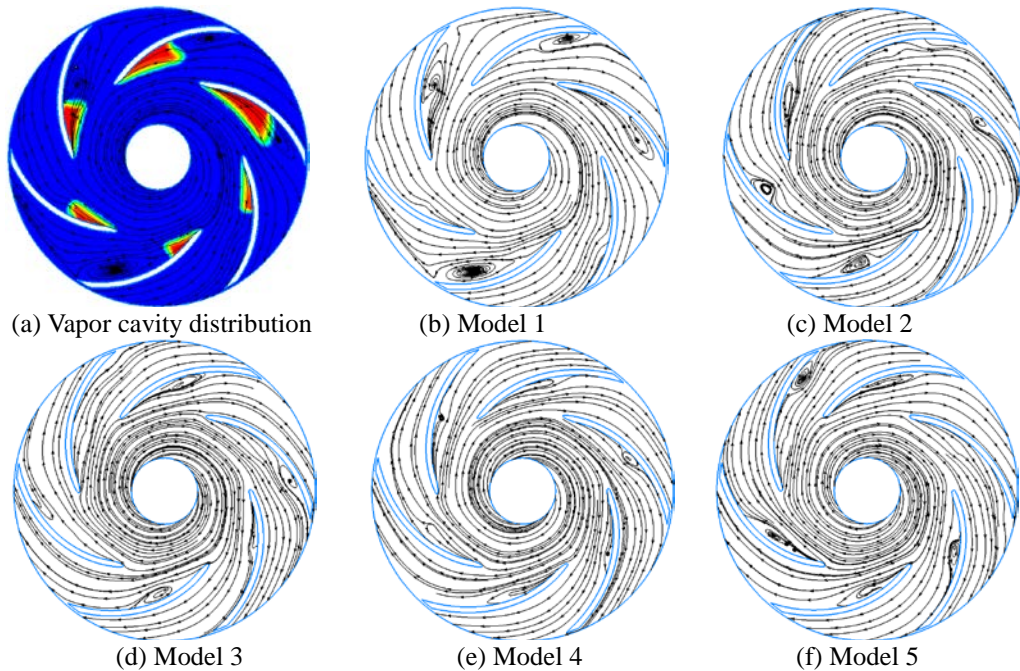 (a) Vapor cavity distribution
(b) Model 1
(c) Model 2
(d) Model 3
(e) Model 4
(f) Model 5